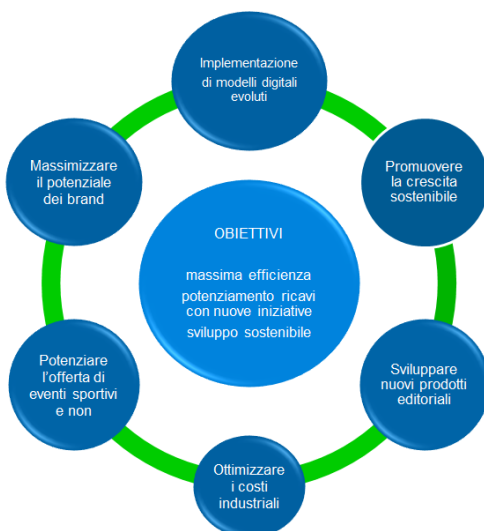 Implementazione
di modelli digitali
evoluti
Massimizzare
il potenziale
dei brand
Promuovere
la crescita
sostenibile
OBIETTIVI
massima efficienza
potenziamento ricavi
con nuove iniziative
sviluppo sostenibile
Potenziare
l'offerta di
eventi sportivi
e non
Sviluppare
nuovi prodotti
editoriali
Ottimizzare
i costi
industriali